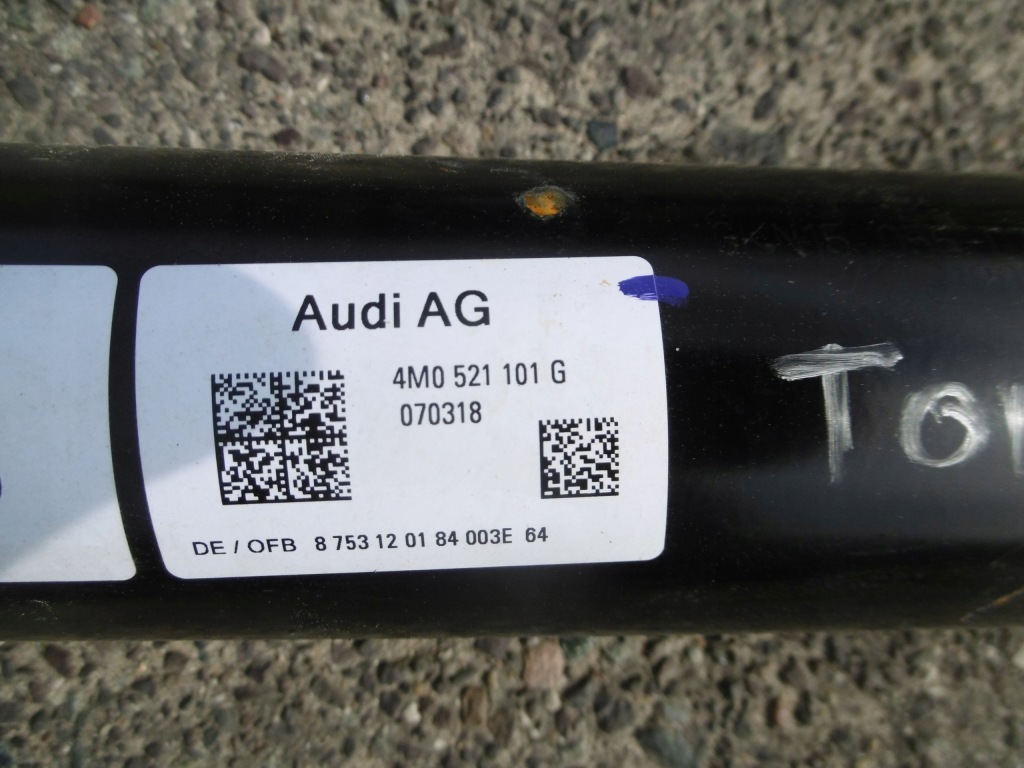 Audi AG
4M0 521 101 G
070318
DE / OFB 8 753 12 01 84 003E 64